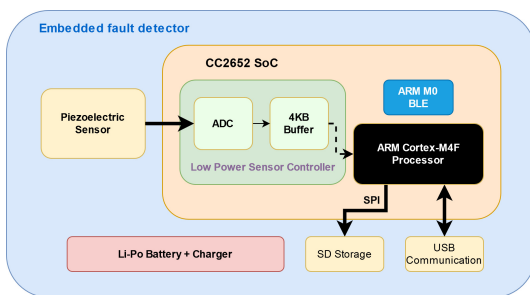 Embedded fault detector
CC2652 SoC
ARM M0
BLE
Piezoelectric
Sensor
ADC
4KB
Buffer
ARM Cortex-M4F
Processor
Low Power Sensor Controller
SPI
Li-Po Battery + Charger
SD Storage
USB
Communication